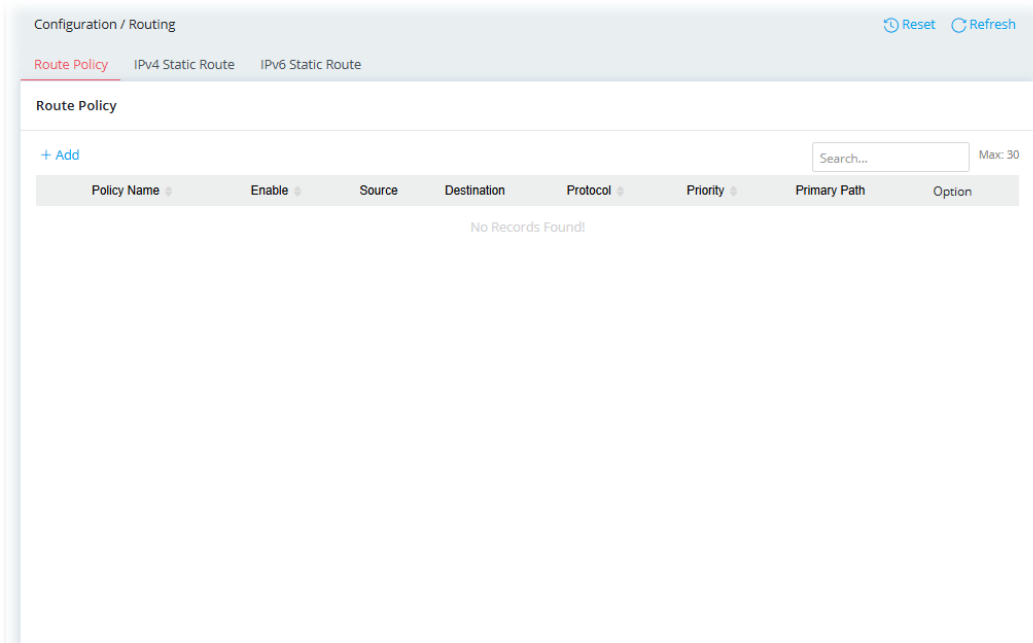 Configuration / Routing Reset Refresh
Route Policy IPv4 Static Route IPv6 Static Route
Route Policy
+ Add Search... Max: 30
Policy Name Enable Source Destination Protocol Priority Primary Path Option
No Records Found!